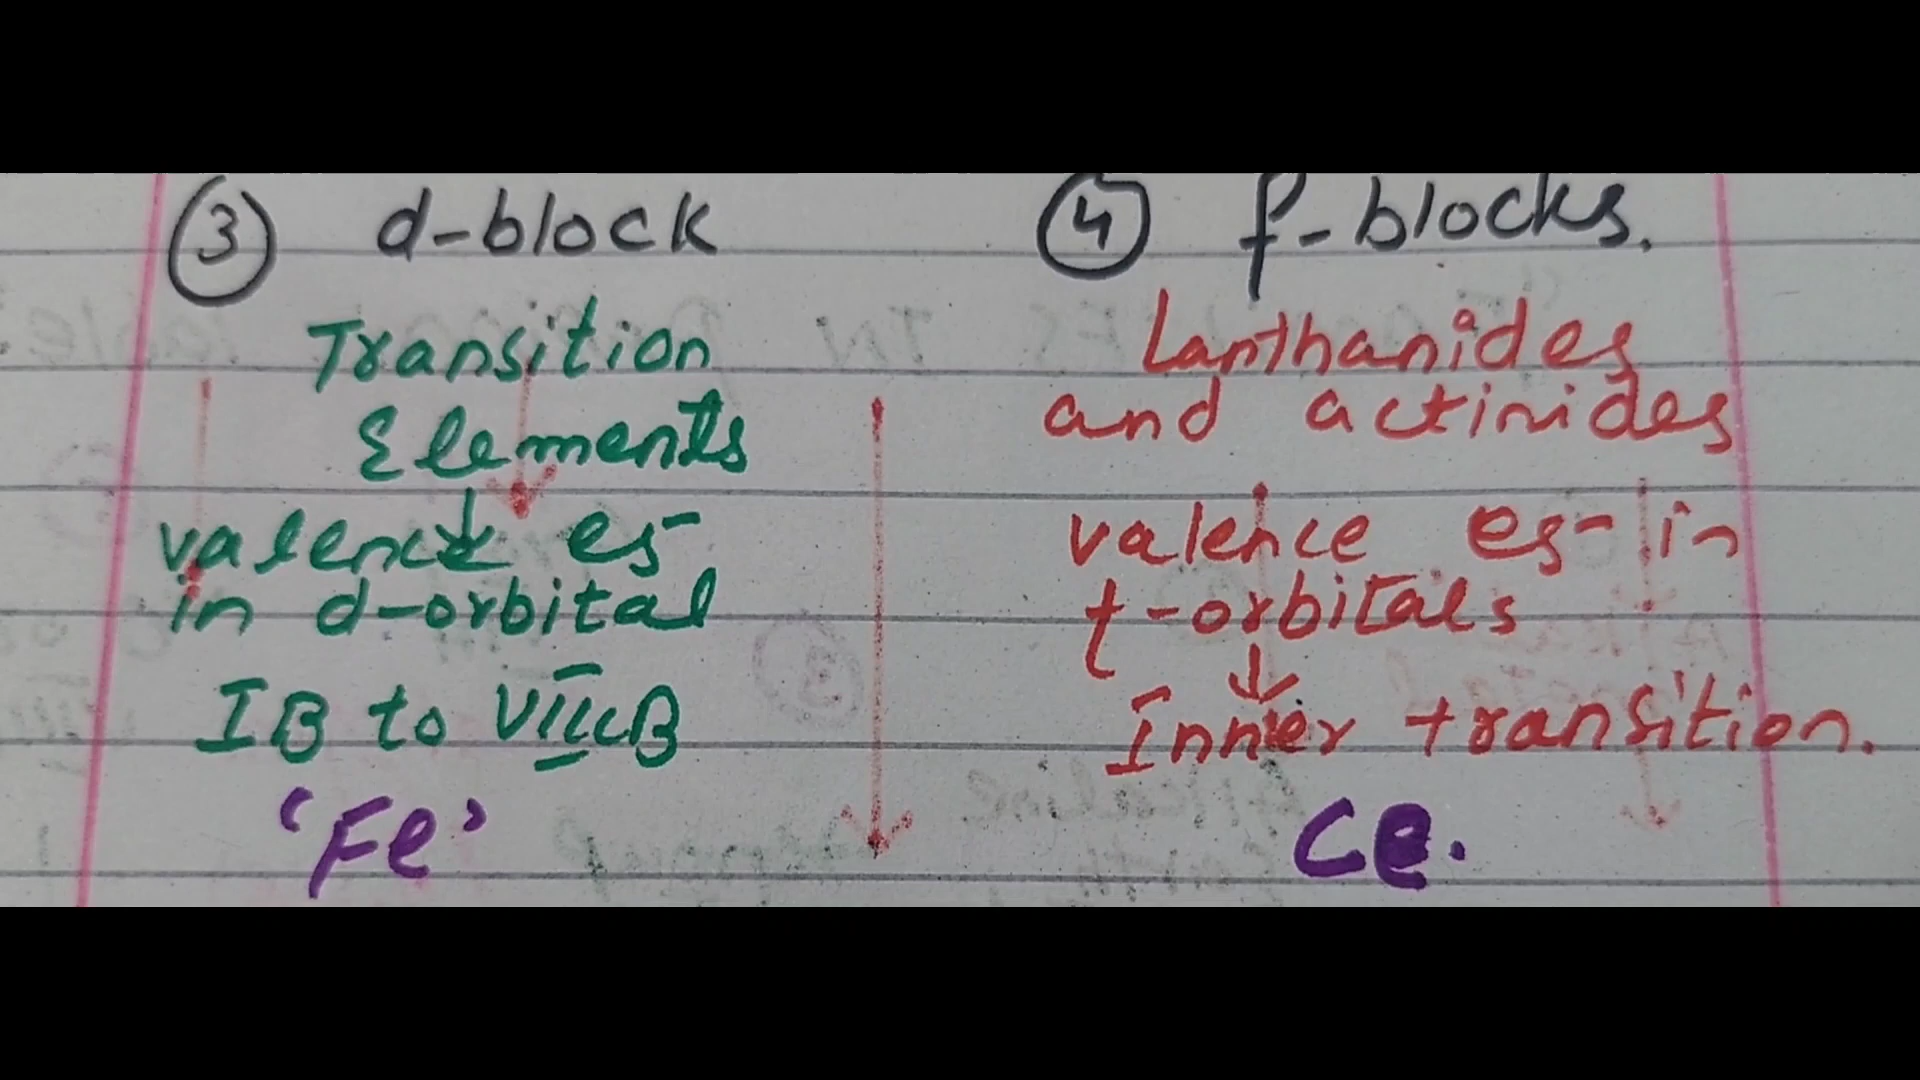 ③ d-block
Transition
Elements
valence es-
in d-orbital
IB to VIIIB
'Fe'
④ f-blocks.
Lanthanides
and actinides
valence es- in
f-orbitals
Inner transition.
Ce.